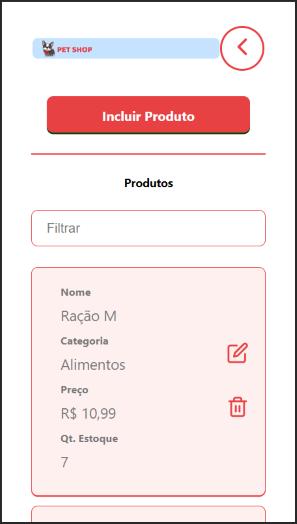 PET SHOP
Incluir Produto
Produtos
Filtrar
Nome
Ração M
Categoria
Alimentos
Preço
R$ 10,99
Qt. Estoque
7